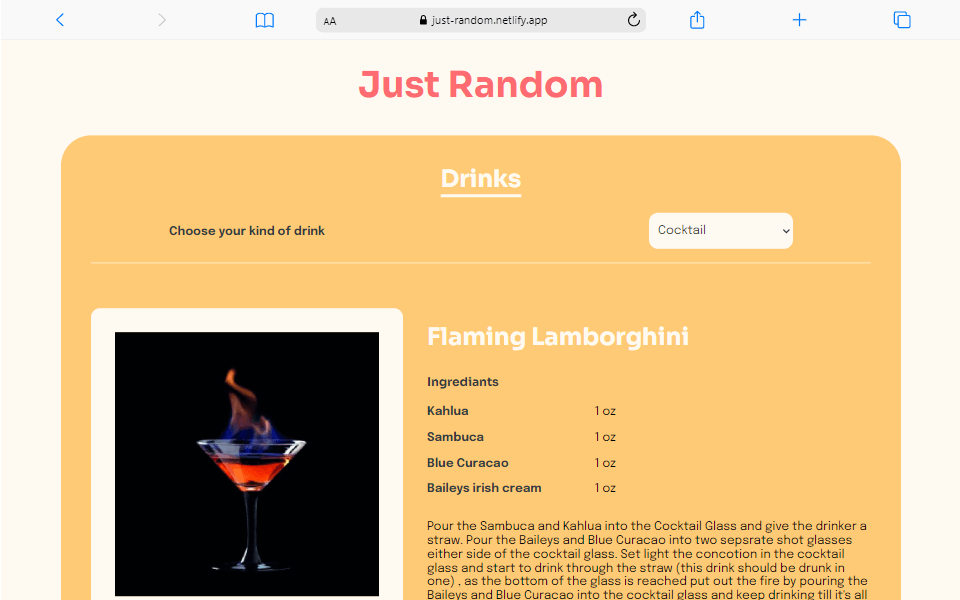 AA just-random.netlify.app
Just Random
Drinks
Choose your kind of drink
Cocktail
Flaming Lamborghini
Ingrediants
Kahlua 1 oz
Sambuca 1 oz
Blue Curacao 1 oz
Baileys irish cream 1 oz
Pour the Sambuca and Kahlua into the Cocktail Glass and give the drinker a
straw. Pour the Baileys and Blue Curacao into two sepsrate shot glasses
either side of the cocktail glass. Set light the concotion in the cocktail
glass and start to drink through the straw (this drink should be drunk in
one) , as the bottom of the glass is reached put out the fire by pouring the
Baileys and Blue Curacao into the cocktail glass and keep drinking till it's all